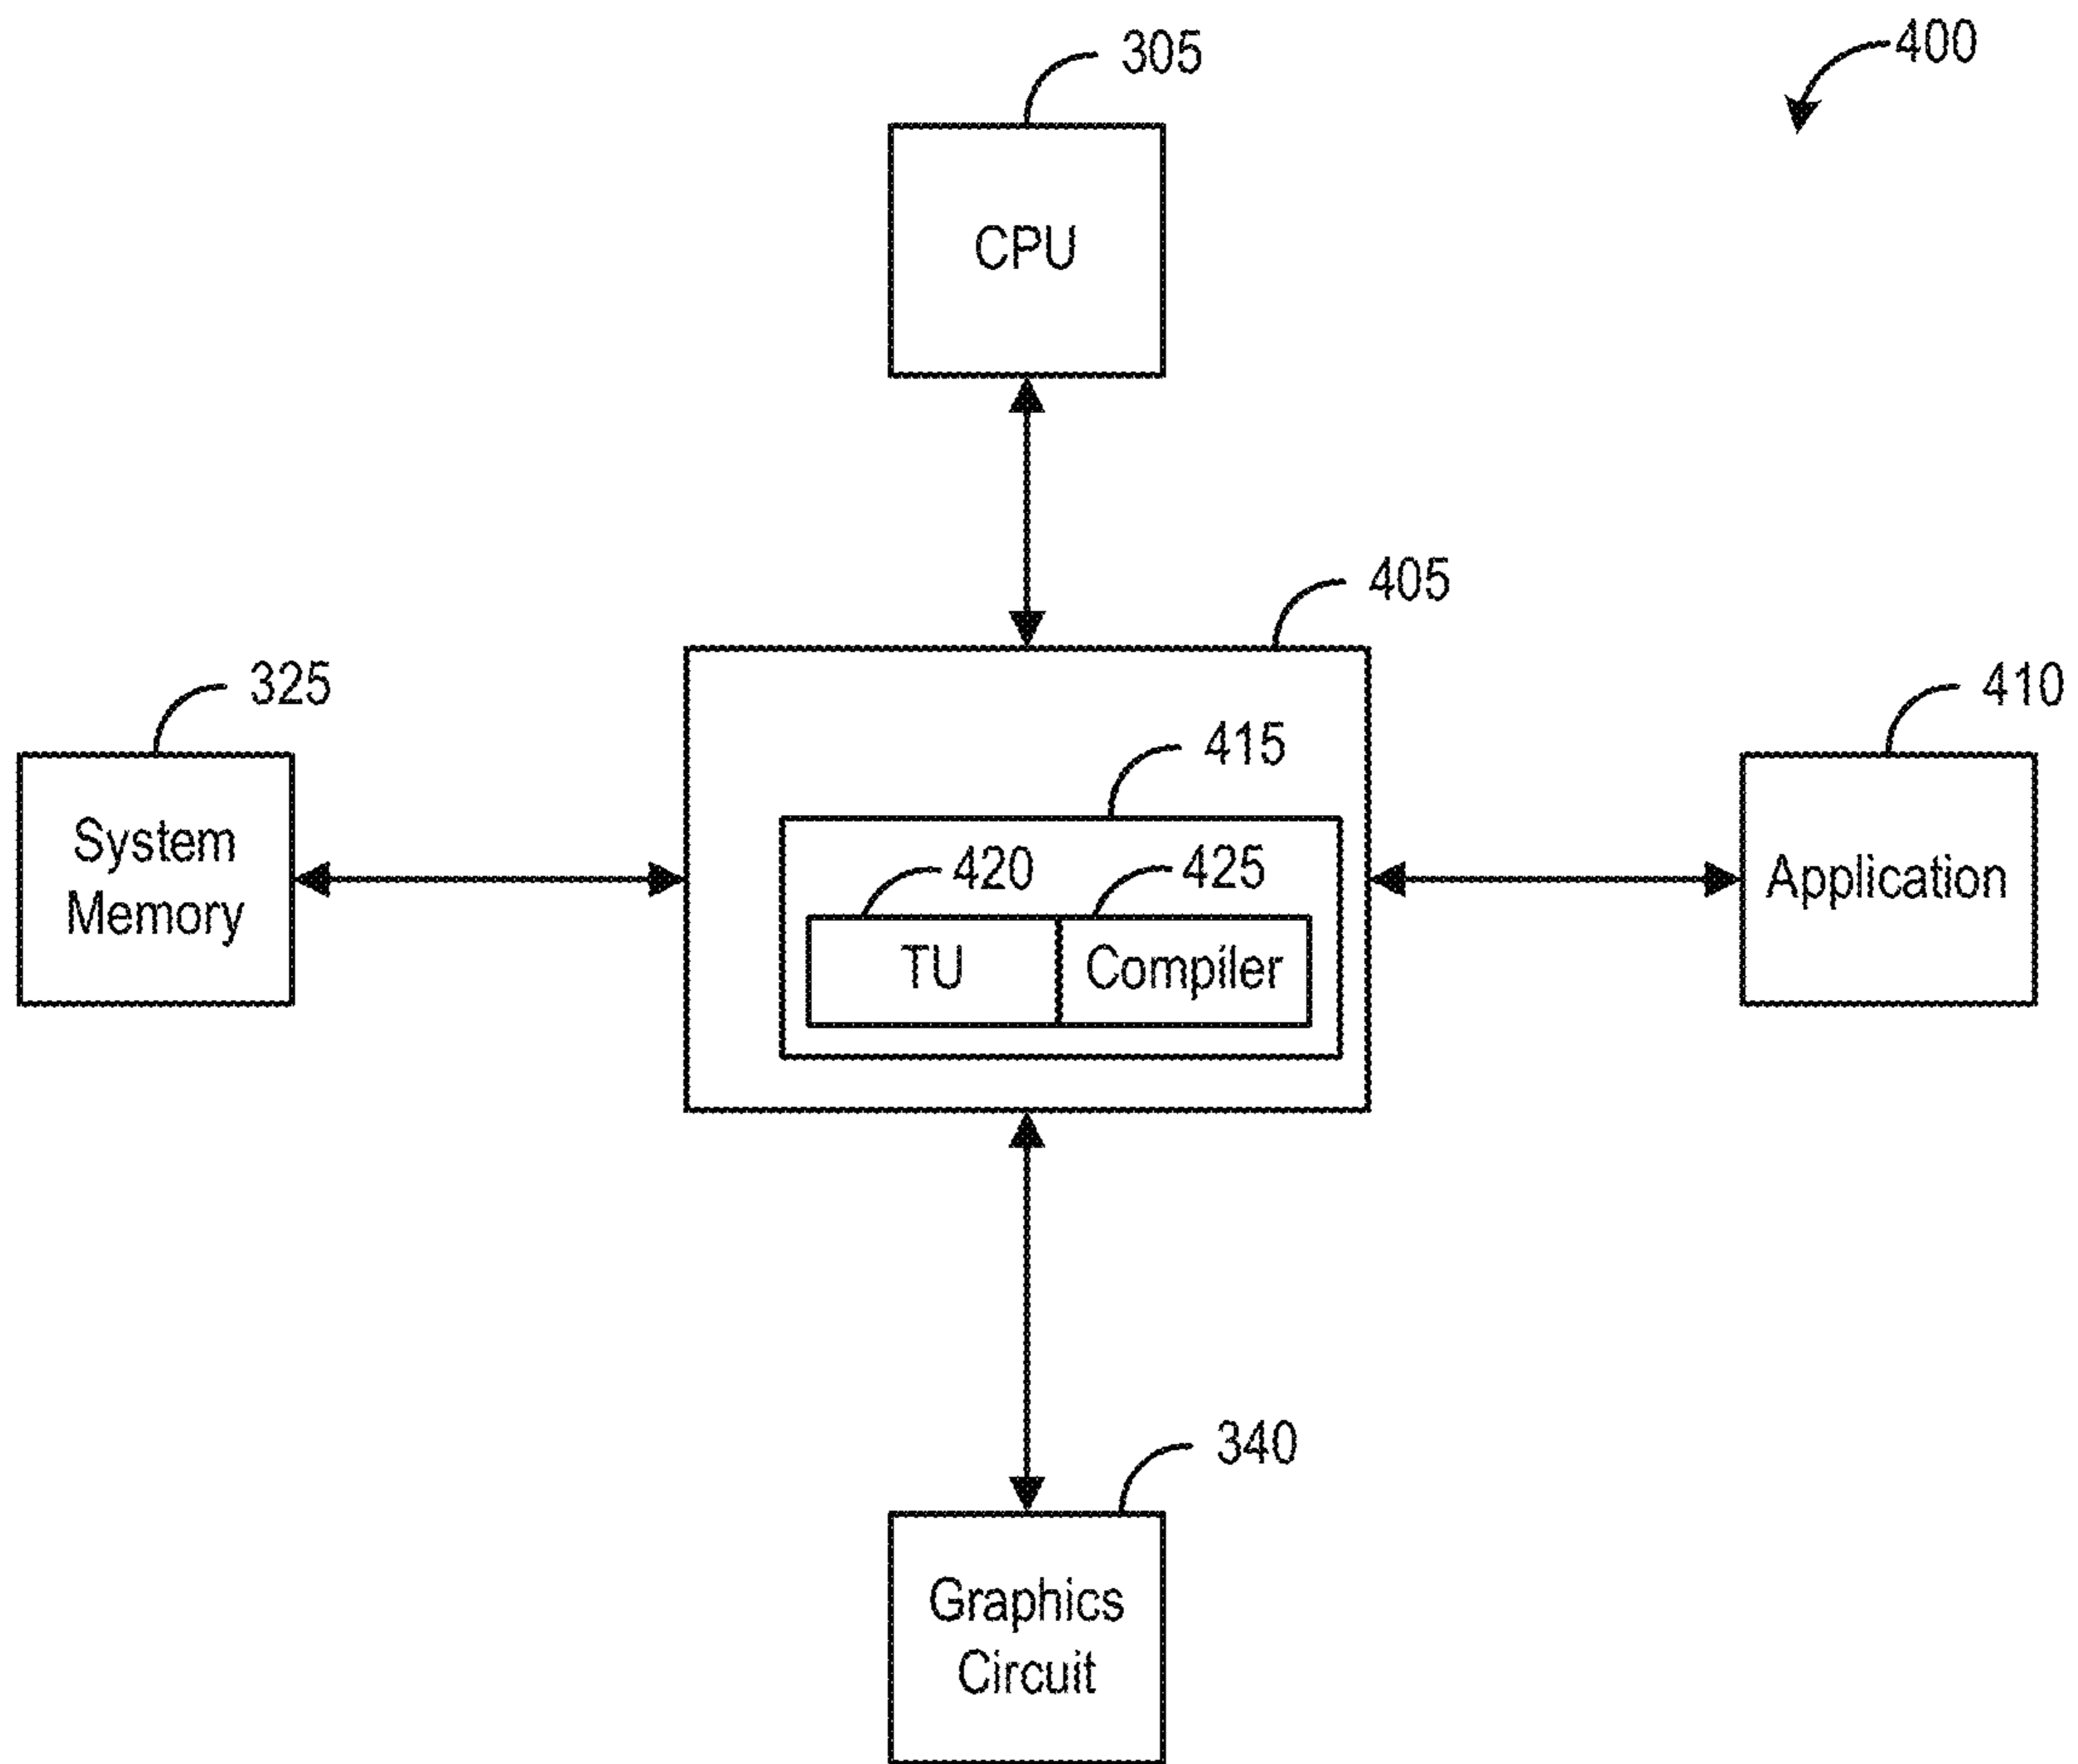 400
305
CPU
405
325
410
415
System
Memory
420
425
Application
TU
Compiler
340
Graphics
Circuit